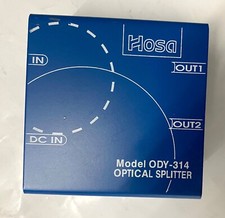 Hosa
IN
OUT1
OUT2
DC IN
Model ODY-314
OPTICAL SPLITTER